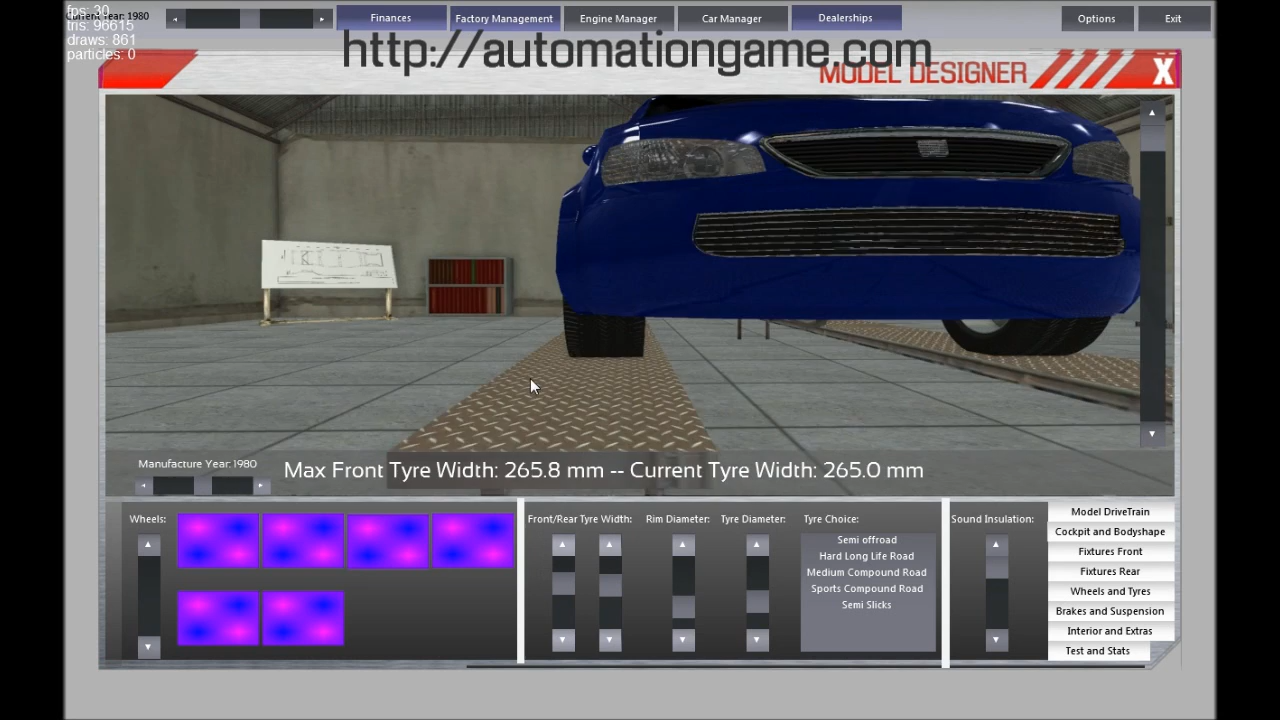 fps: 30
Current Year: 1980
tris: 96615
draws: 861
particles: 0
Finances
Factory Management
Engine Manager
Car Manager
Dealerships
Options
Exit
http://automationgame.com
MODEL DESIGNER
X
Manufacture Year:1980
Max Front Tyre Width: 265.8 mm -- Current Tyre Width: 265.0 mm
Wheels:
Front/Rear Tyre Width:
Rim Diameter:
Tyre Diameter:
Tyre Choice:
Semi offroad
Hard Long Life Road
Medium Compound Road
Sports Compound Road
Semi Slicks
Sound Insulation:
Model DriveTrain
Cockpit and Bodyshape
Fixtures Front
Fixtures Rear
Wheels and Tyres
Brakes and Suspension
Interior and Extras
Test and Stats